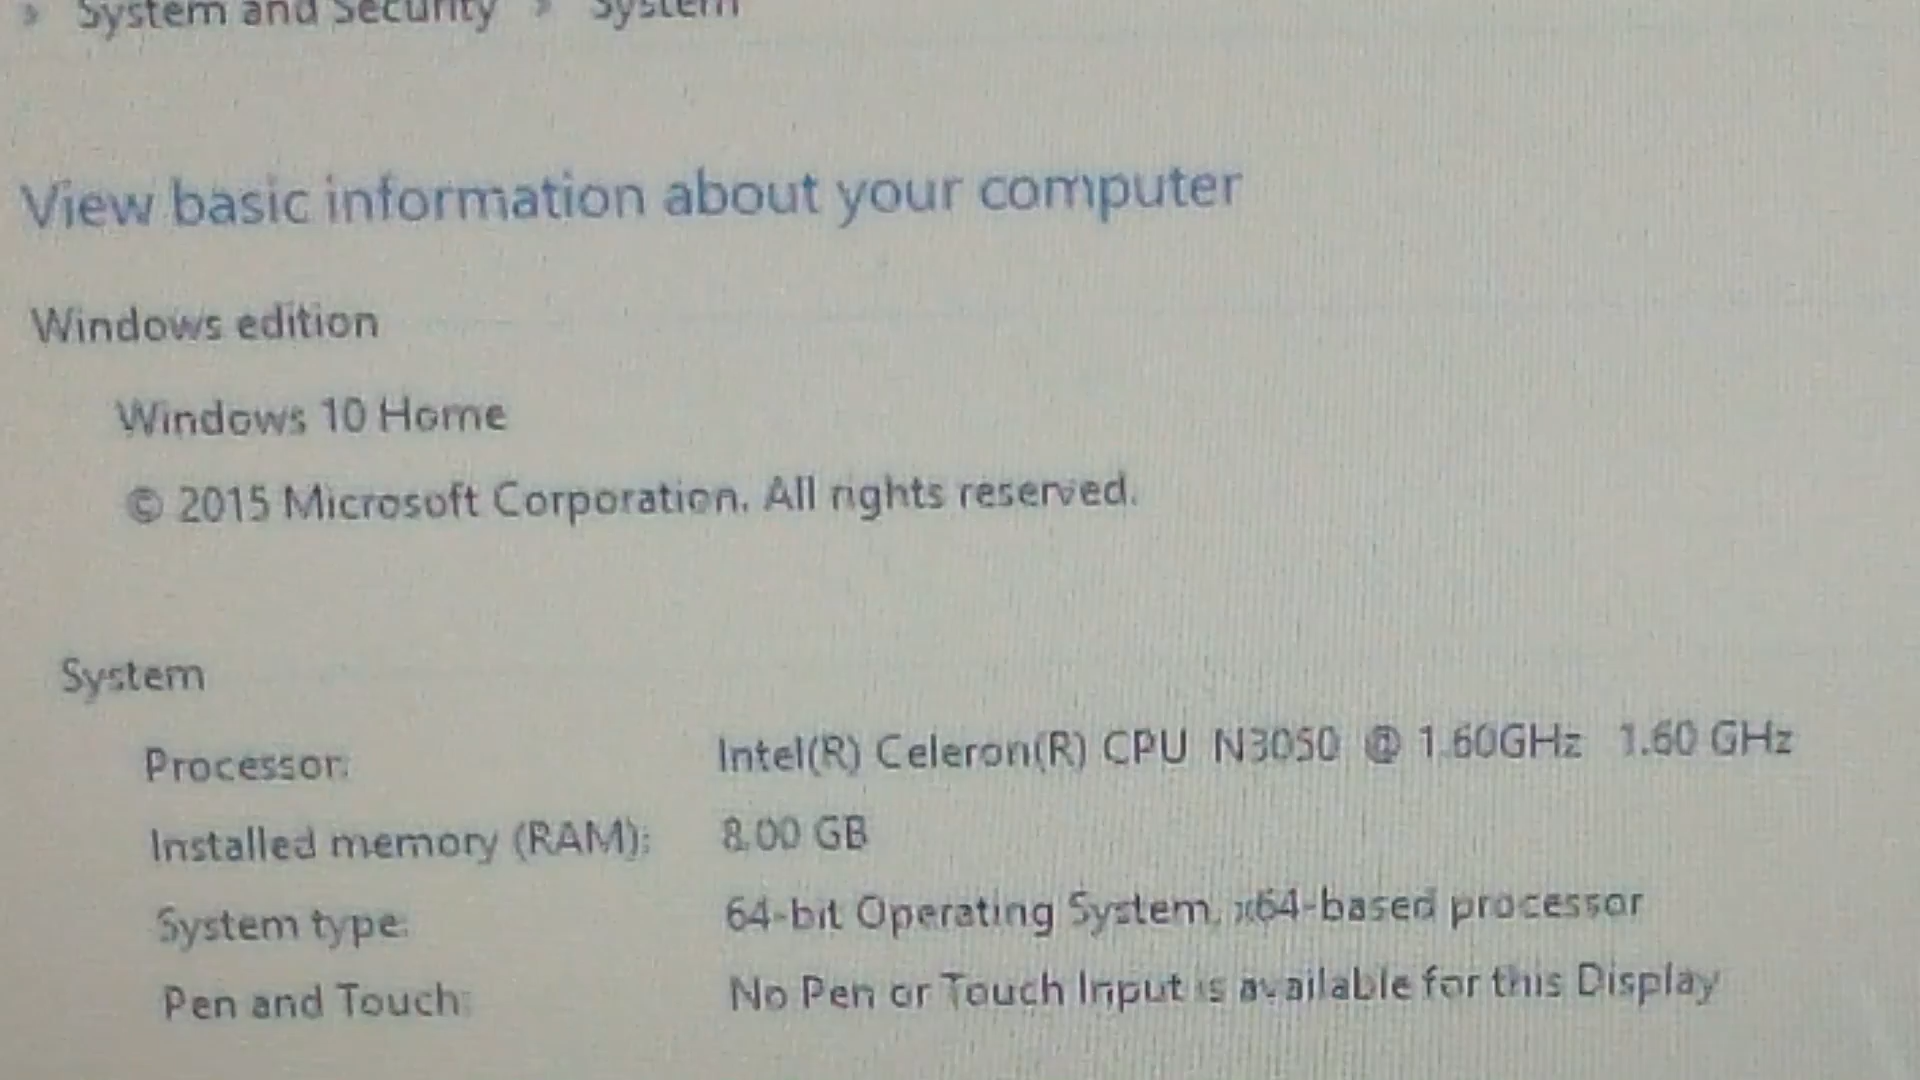 › System and Security › System
View basic information about your computer
Windows edition
Windows 10 Home
© 2015 Microsoft Corporation. All rights reserved.
System
Processor: Intel(R) Celeron(R) CPU N3050 @ 1.60GHz 1.60 GHz
Installed memory (RAM): 8.00 GB
System type: 64-bit Operating System, x64-based processor
Pen and Touch: No Pen or Touch Input is available for this Display